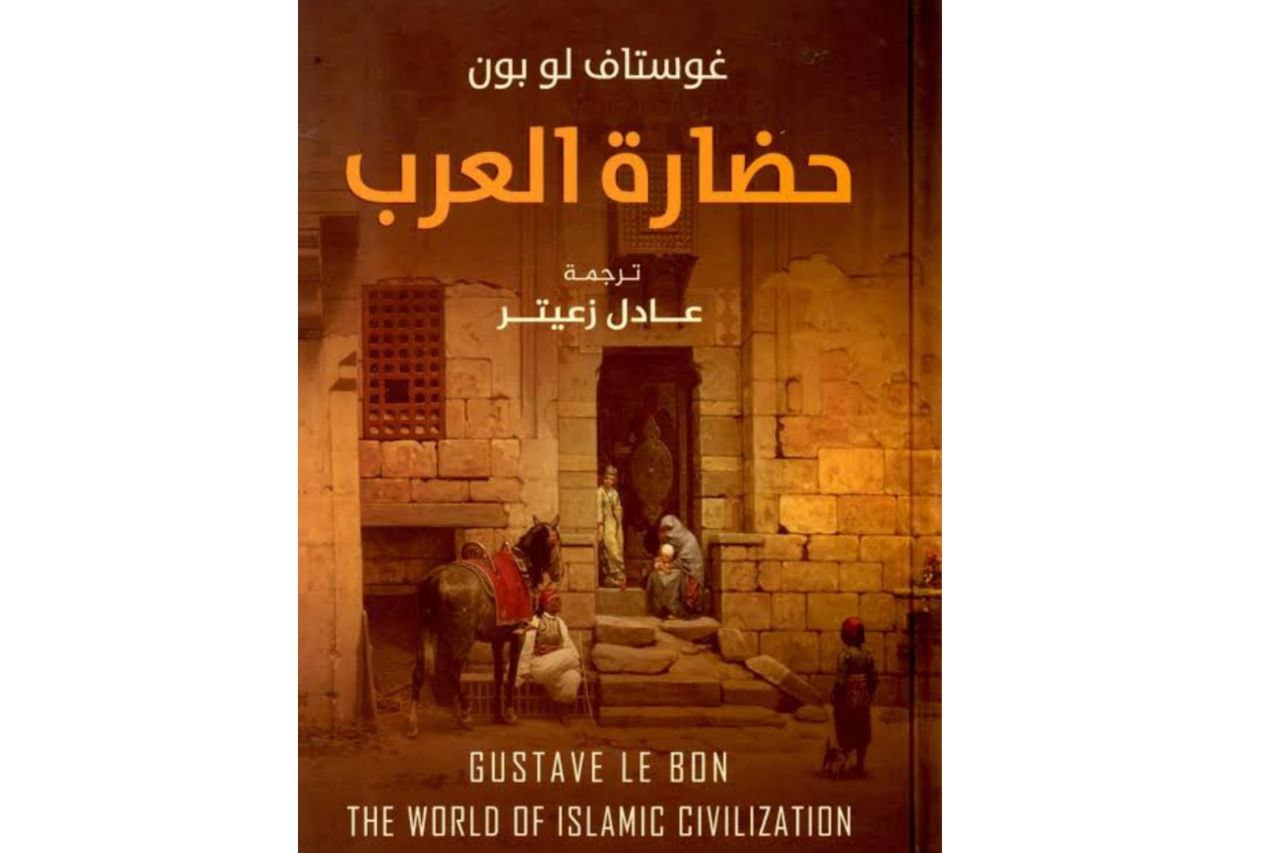 غوستاف لو بون
حضارة العرب
ترجمة
عادل زعيتر
GUSTAVE LE BON
THE WORLD OF ISLAMIC CIVILIZATION